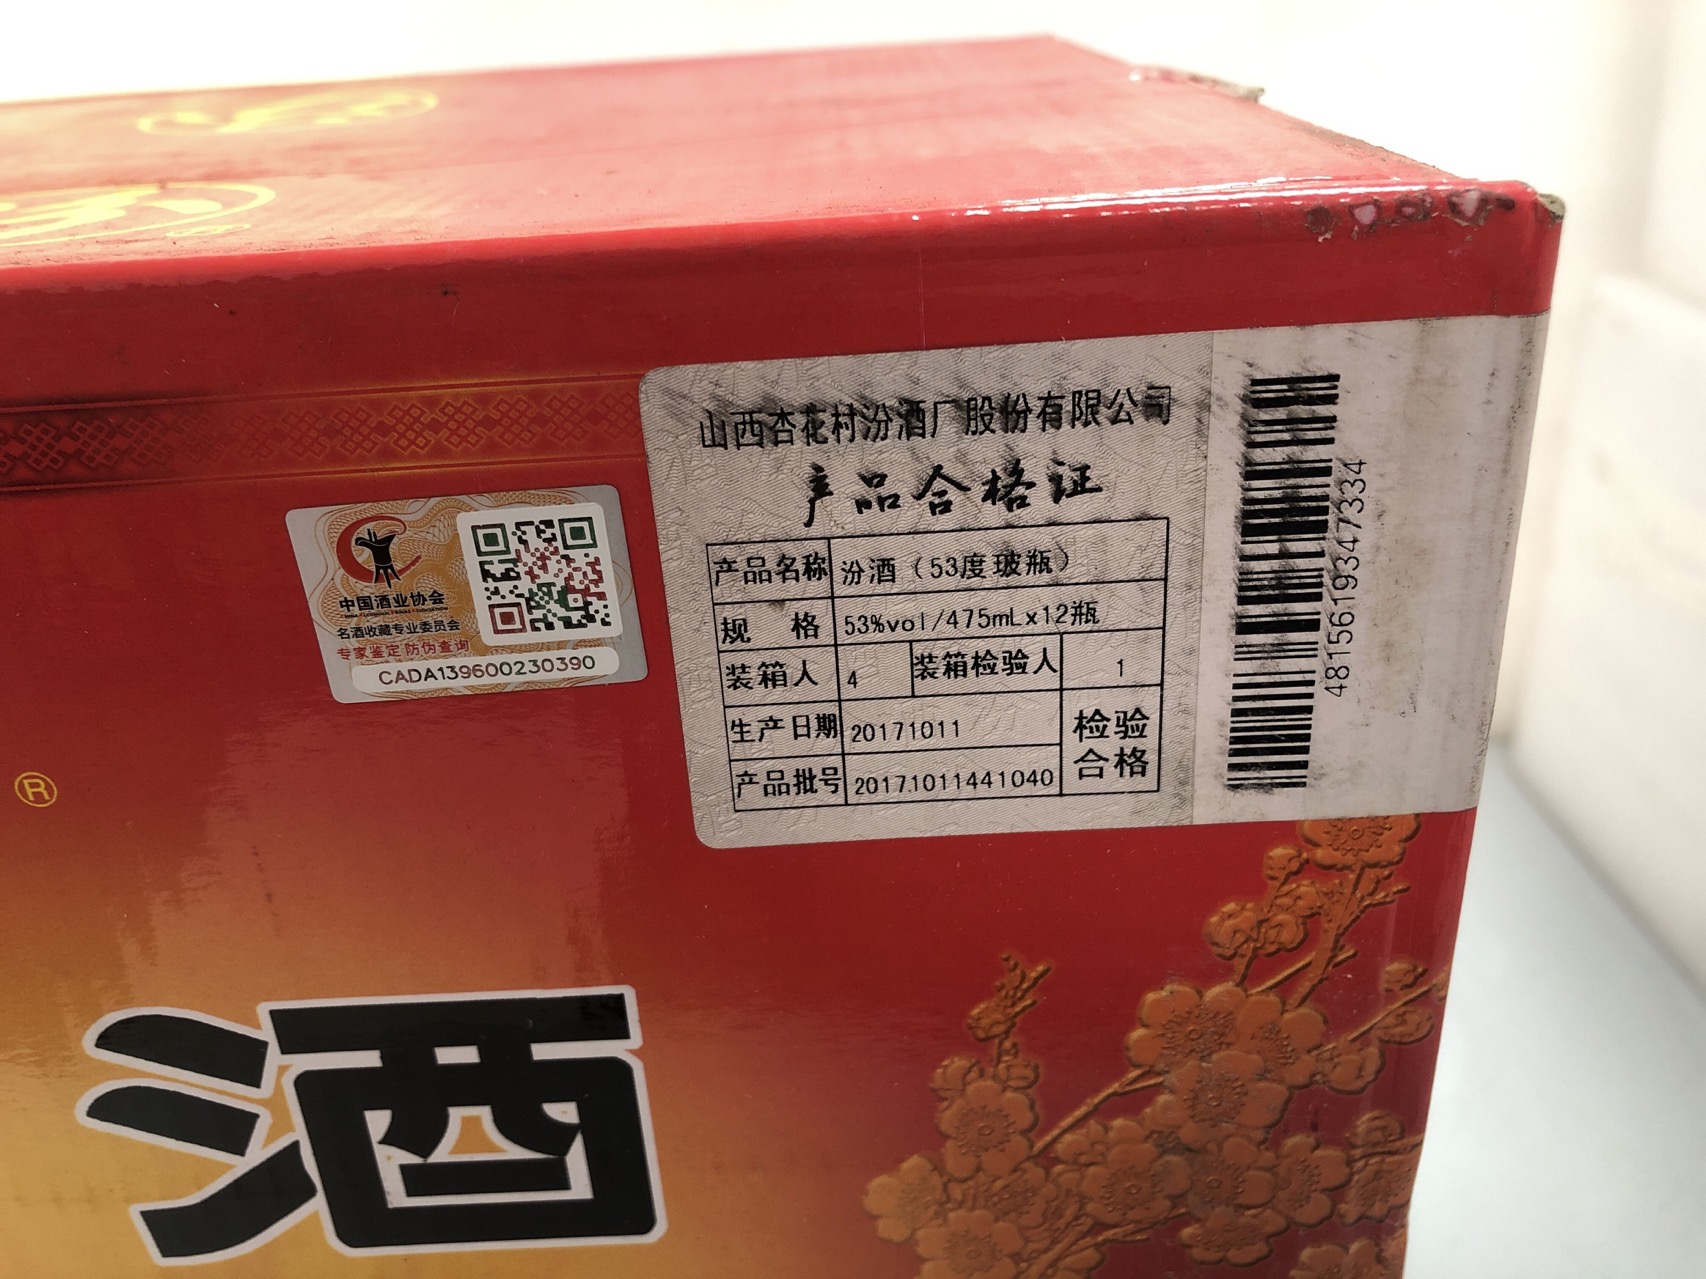 山西杏花村汾酒厂股份有限公司
产品合格证
产品名称 汾酒（53度玻瓶）
规 格 53%vol/475mL×12瓶
装箱人 4 装箱检验人 1
生产日期 20171011
产品批号 20171011441040
检验
合格
481561934733​4
中国酒业协会
名酒收藏专业委员会
专家鉴定 防伪查询
CADA139600230390
®
酒